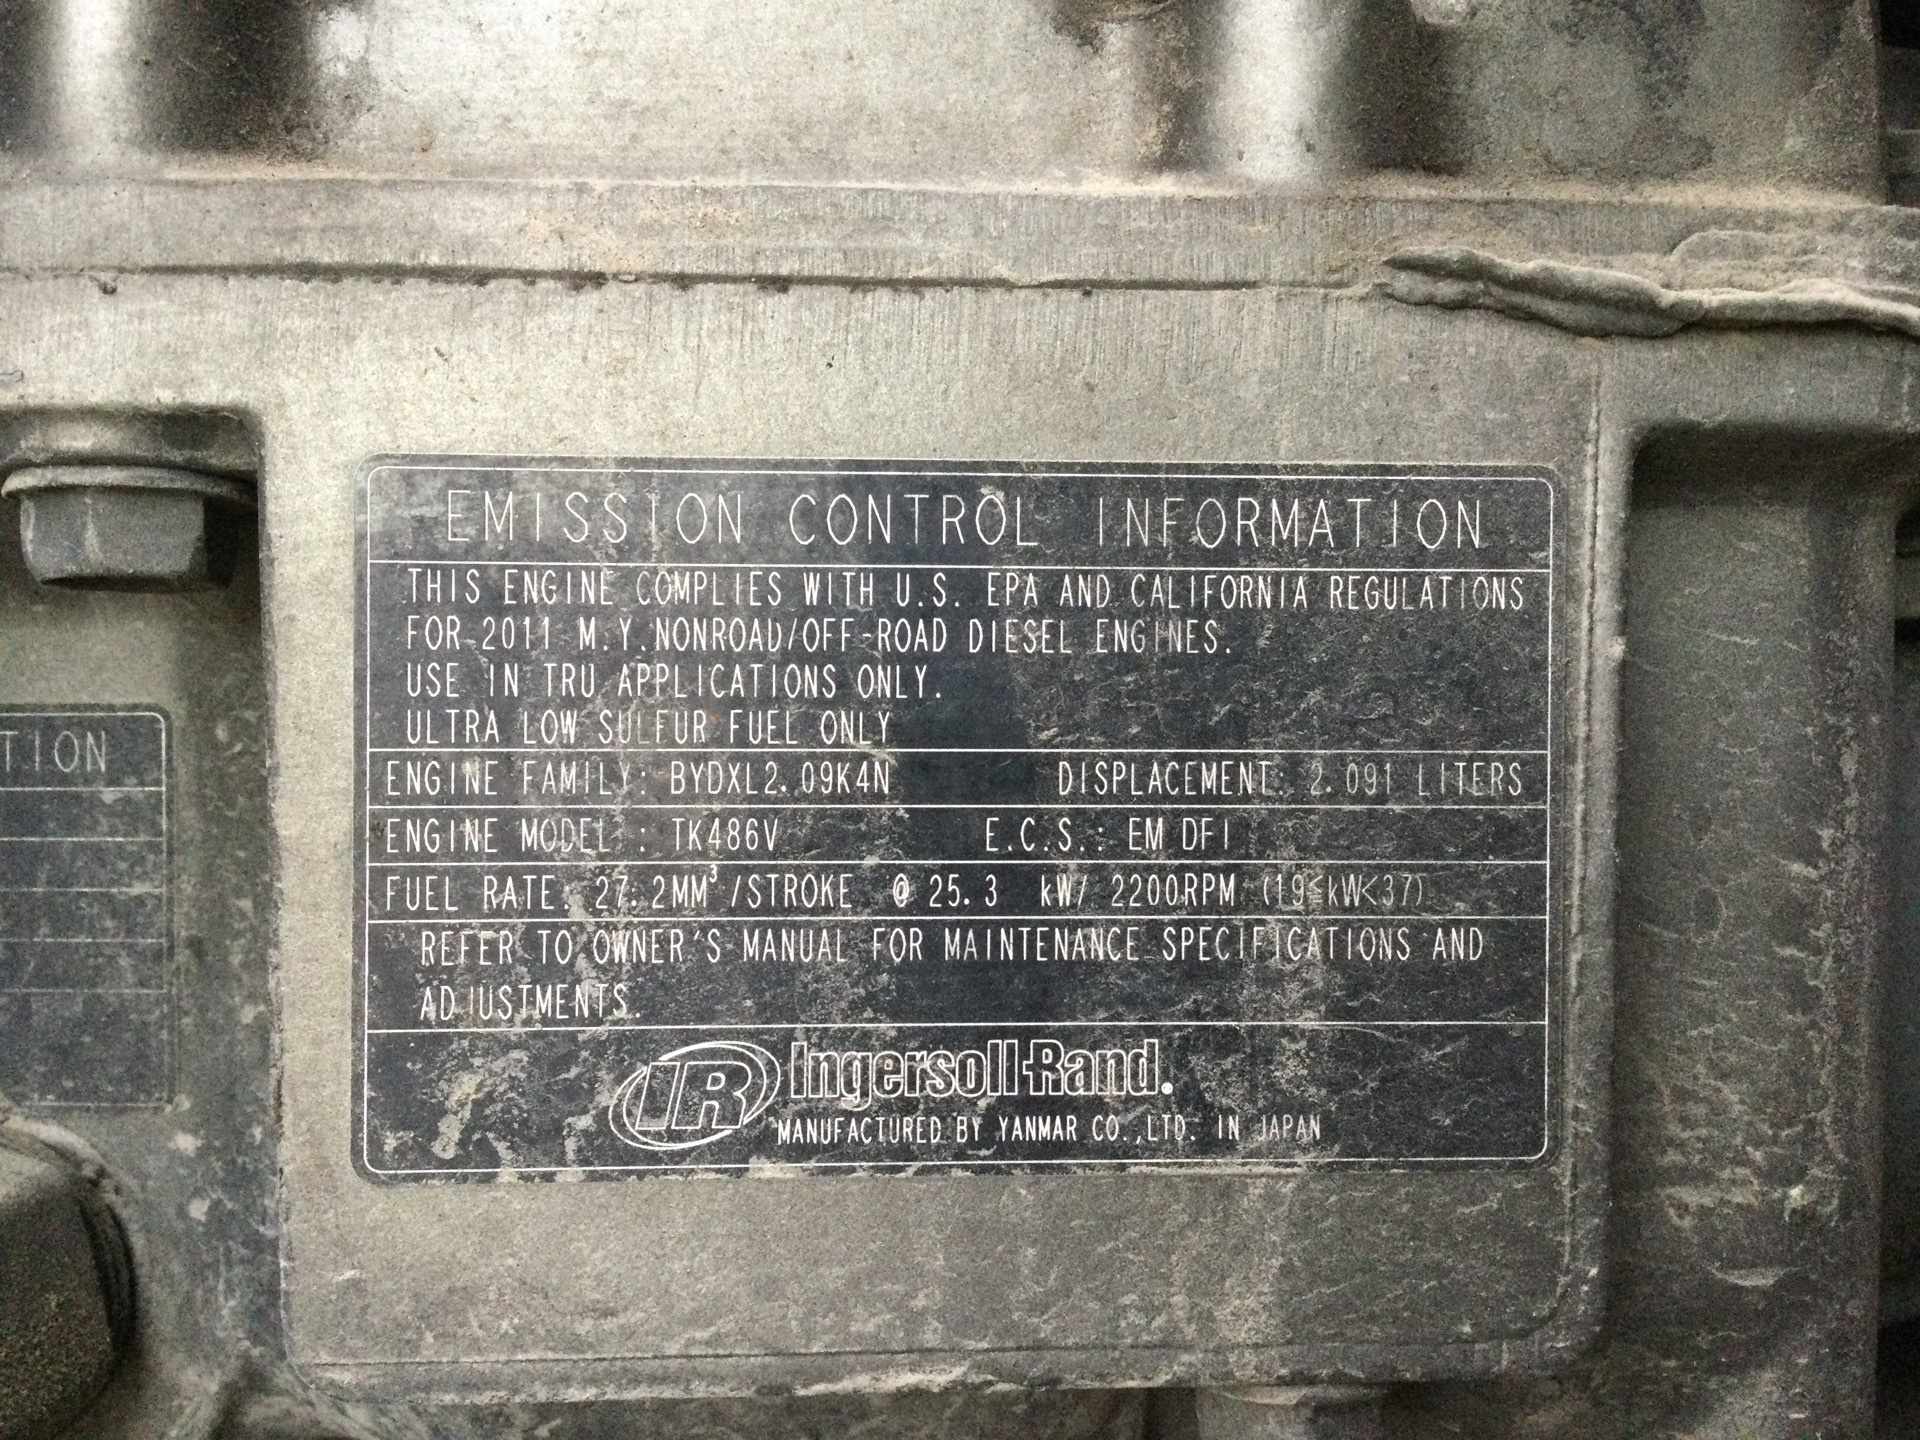 EMISSION CONTROL INFORMATION
THIS ENGINE COMPLIES WITH U.S. EPA AND CALIFORNIA REGULATIONS
FOR 2011 M.Y. NONROAD/OFF-ROAD DIESEL ENGINES.
USE IN TRU APPLICATIONS ONLY.
ULTRA LOW SULFUR FUEL ONLY
ENGINE FAMILY: BYDXL2.09K4N DISPLACEMENT: 2.091 LITERS
ENGINE MODEL : TK486V E.C.S.: EM DFI
FUEL RATE: 27.2MM³/STROKE @ 25.3 kW/ 2200RPM (19≤kW<37)
REFER TO OWNER'S MANUAL FOR MAINTENANCE SPECIFICATIONS AND
ADJUSTMENTS.
IR Ingersoll-Rand.
MANUFACTURED BY YANMAR CO.,LTD. IN JAPAN
TION